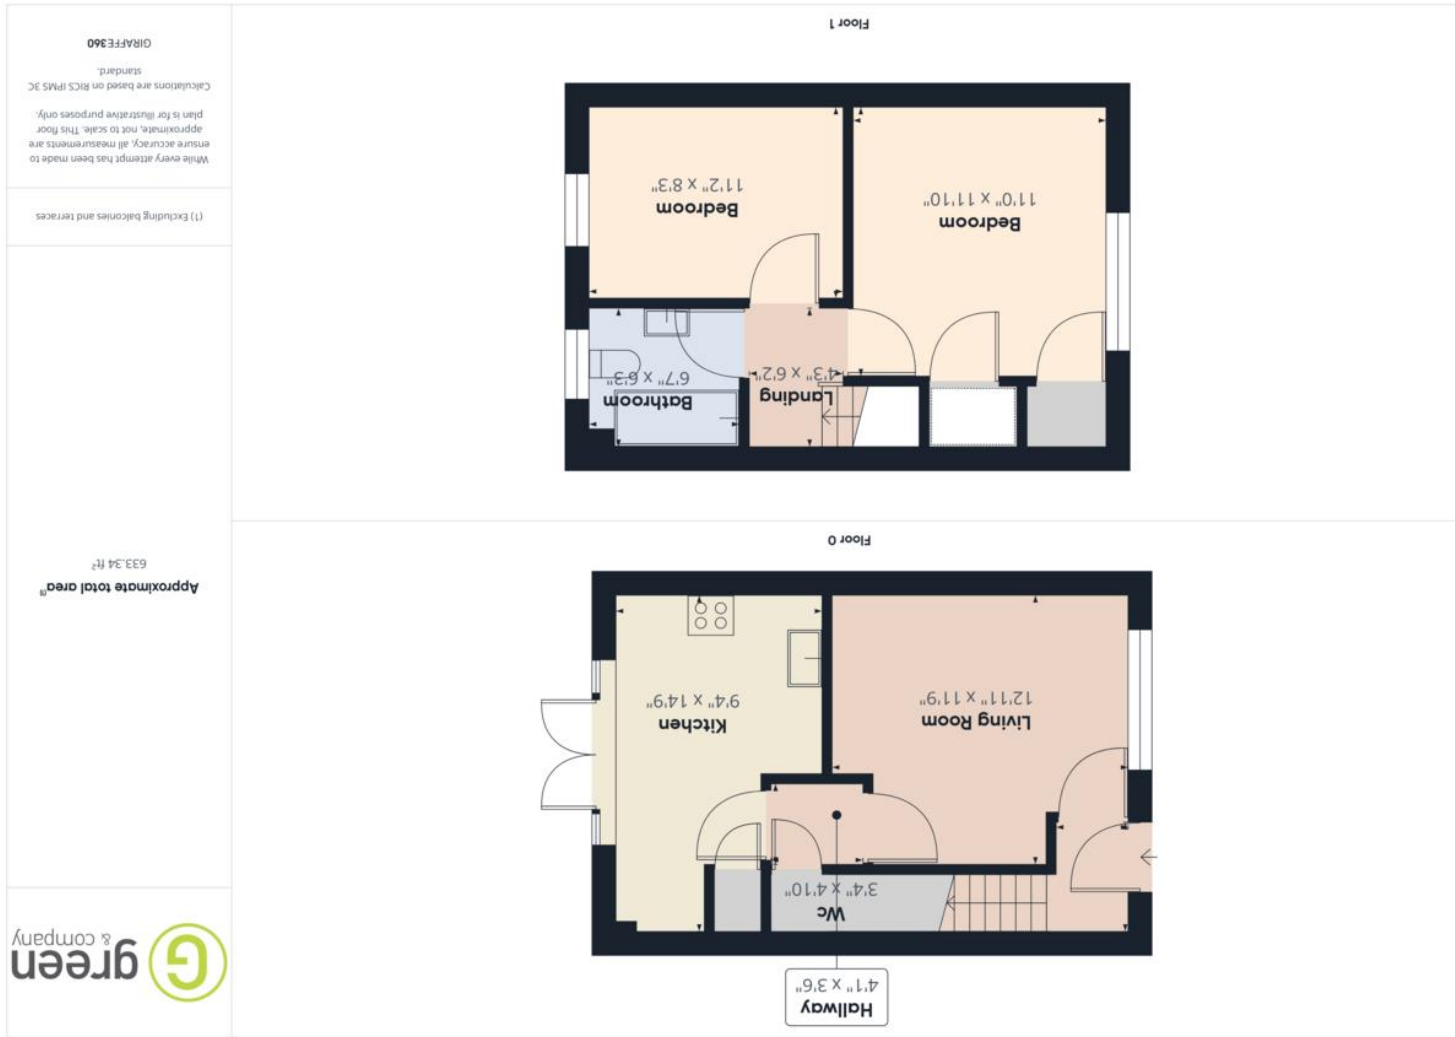 Hallway
4'1" x 3'6"
Wc
3'4" x 4'10"
Living Room
12'11" x 11'9"
Kitchen
9'4" x 14'9"
Floor 0
Landing
4'3" x 6'2"
Bathroom
6'7" x 6'3"
Bedroom
11'0" x 11'10"
Bedroom
11'2" x 8'3"
Floor 1
G green
& company
Approximate total area(1)
633.34 ft²
(1) Excluding balconies and terraces
While every attempt has been made to
ensure accuracy, all measurements are
approximate, not to scale. This floor
plan is for illustrative purposes only.
Calculations are based on RICS IPMS 3C
standard.
GIRAFFE360